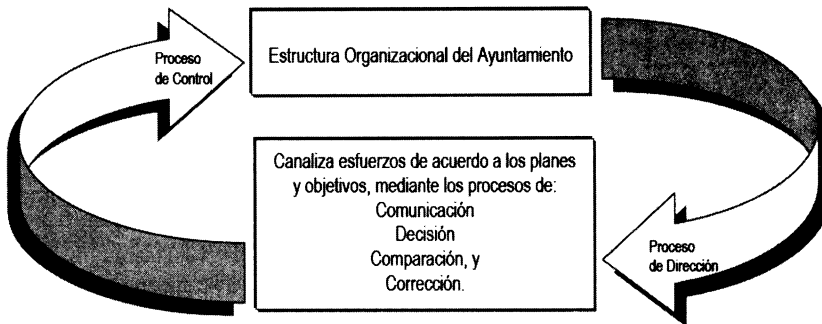 Proceso
de Control
Estructura Organizacional del Ayuntamiento
Canaliza esfuerzos de acuerdo a los planes
y objetivos, mediante los procesos de:
Comunicación
Decisión
Comparación, y
Corrección.
Proceso
de Dirección